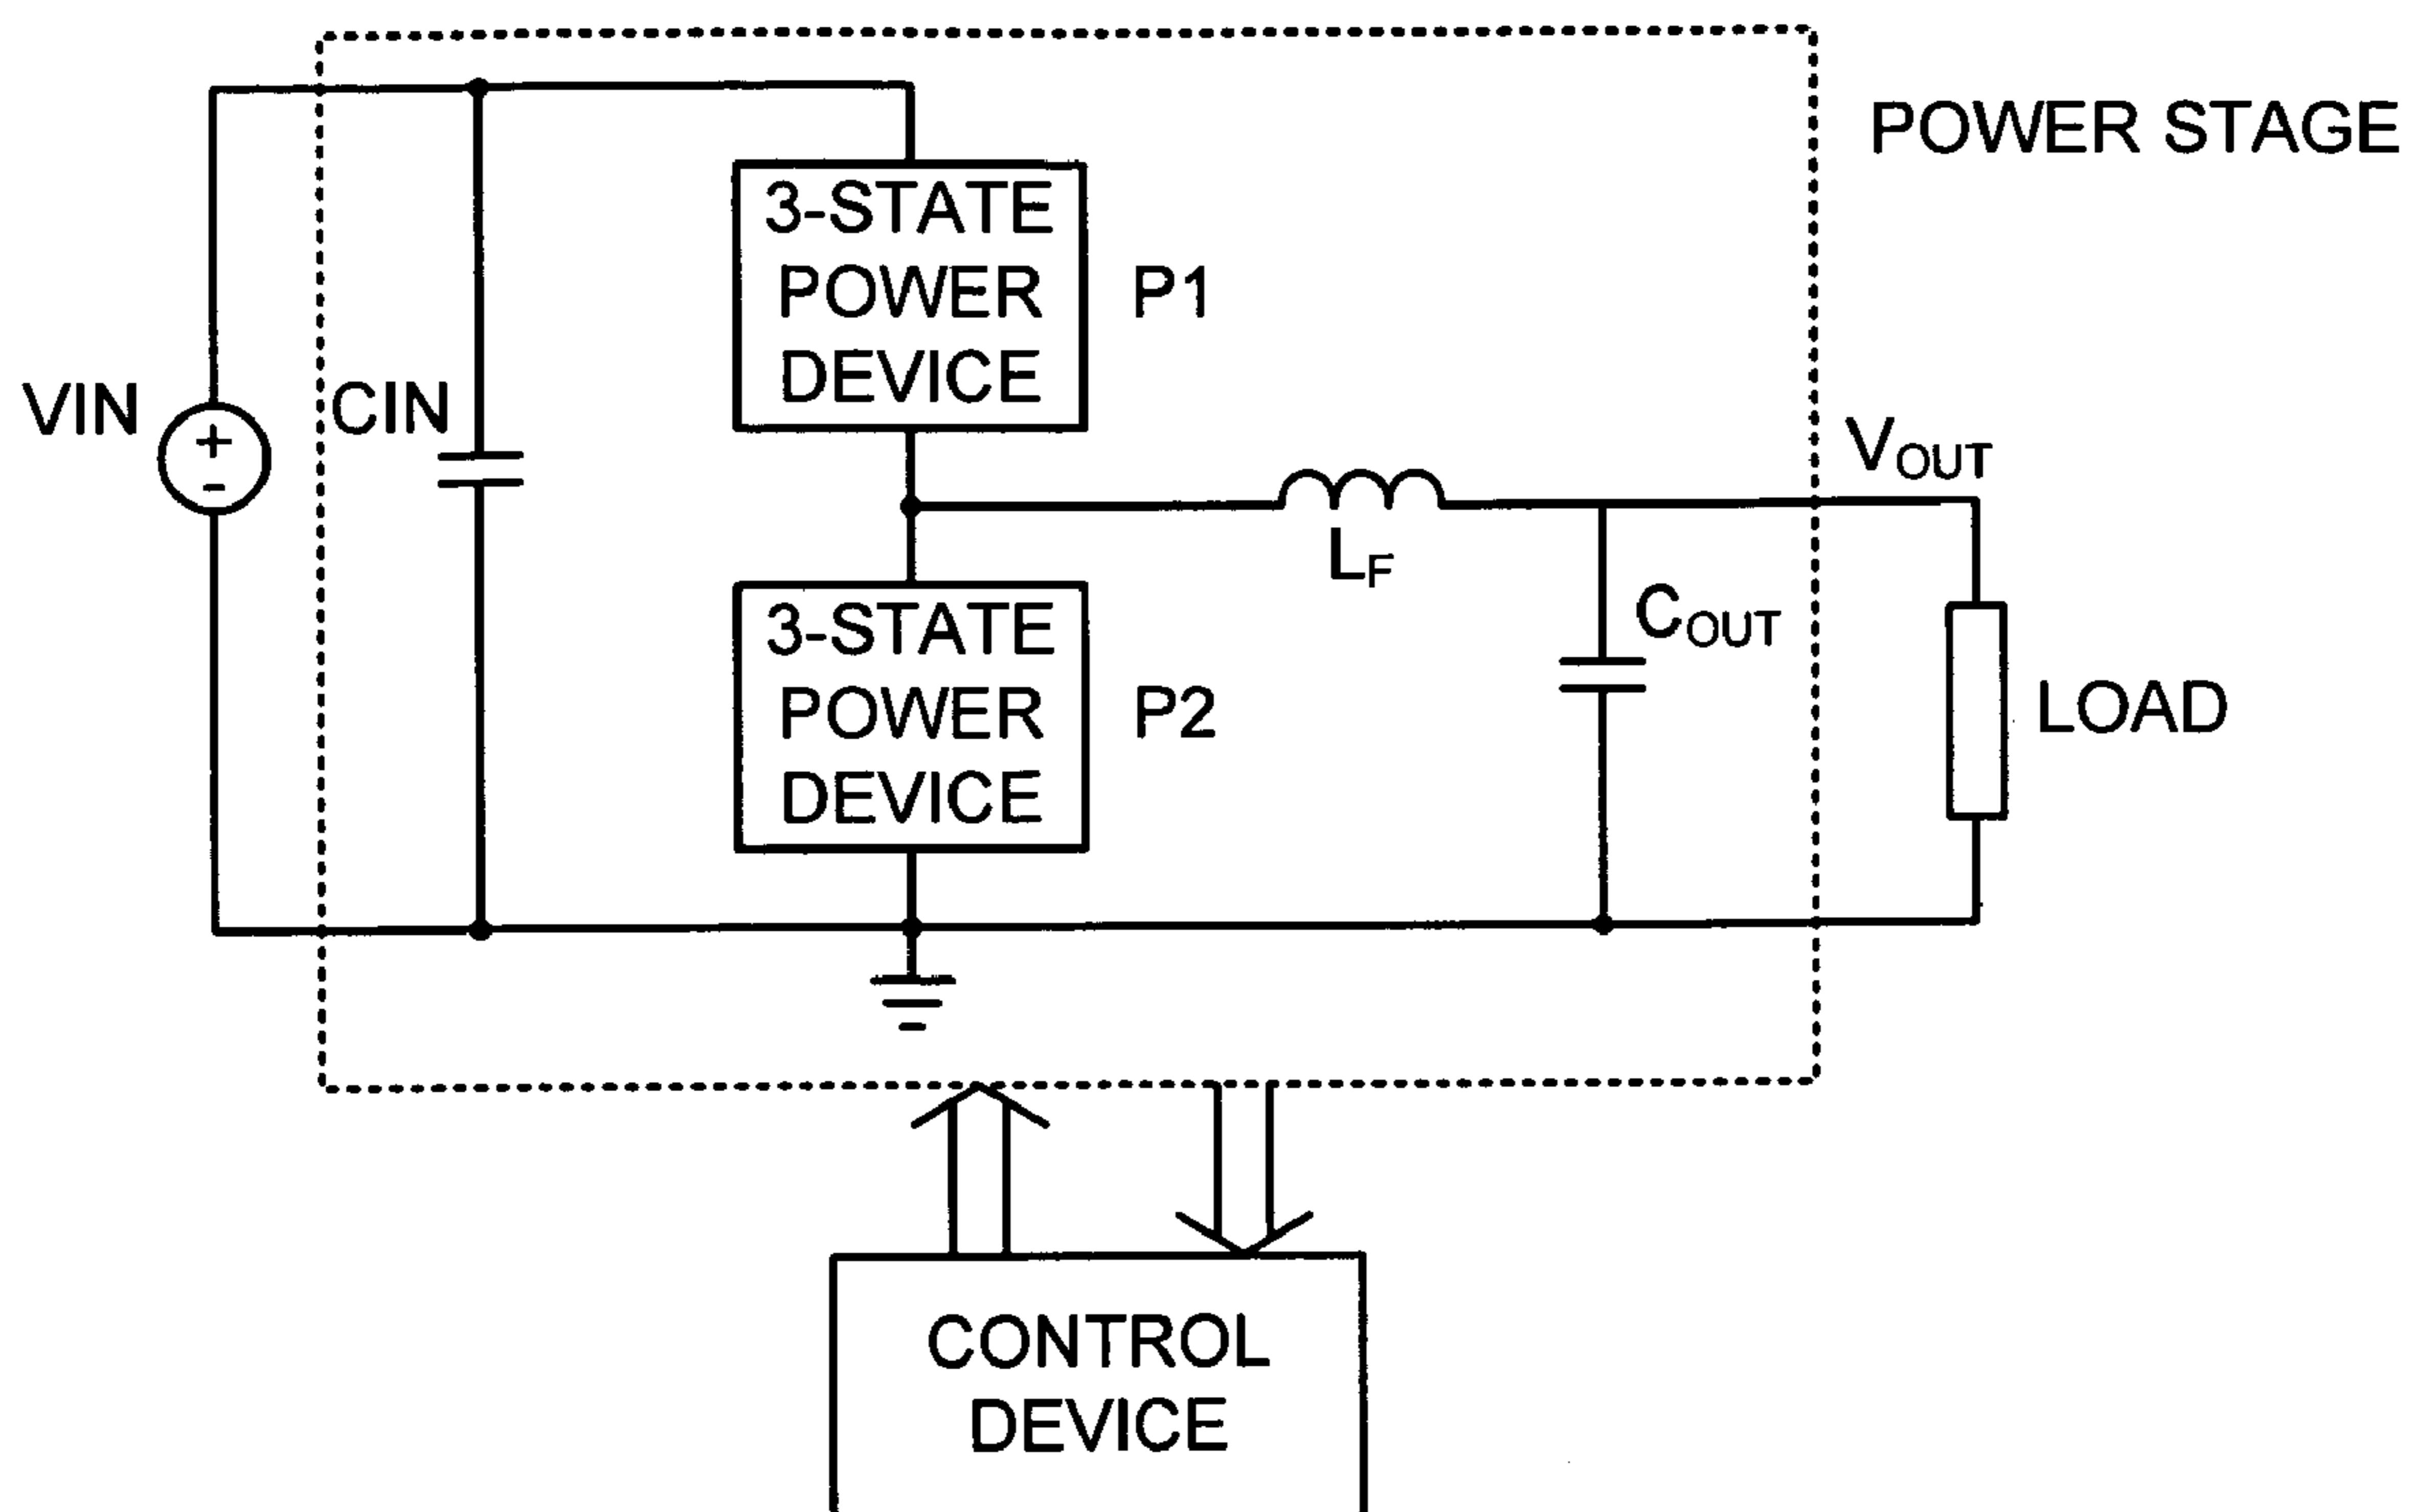 POWER STAGE
3-STATE
POWER
DEVICE
P1
VIN
+
-
CIN
VOUT
LF
3-STATE
POWER
DEVICE
P2
COUT
LOAD
CONTROL
DEVICE